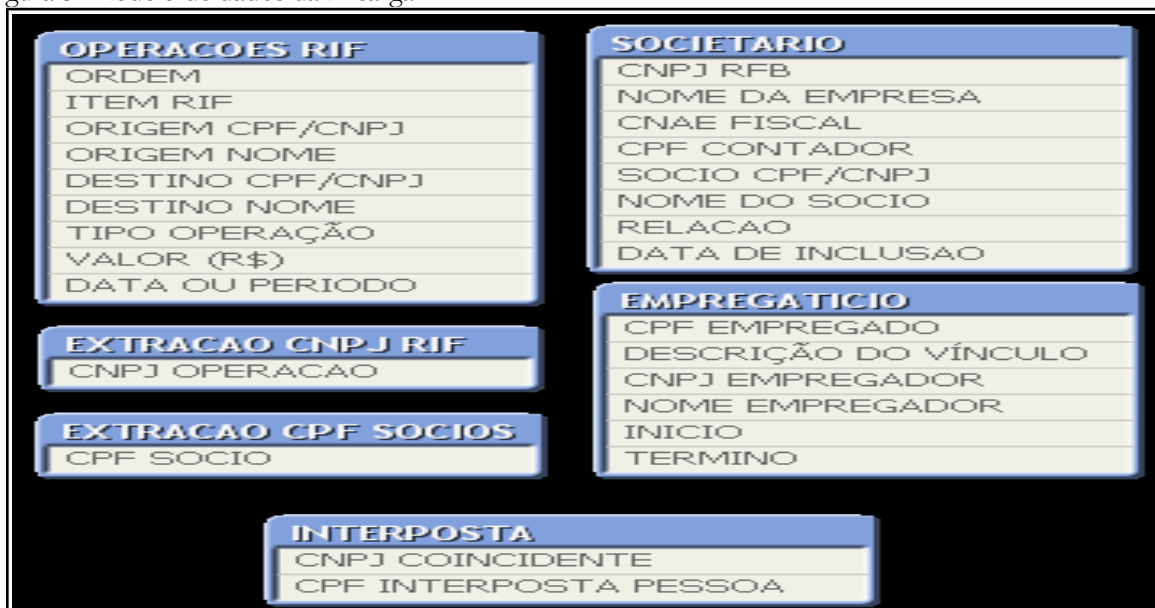 OPERACOES RIF
ORDEM
ITEM RIF
ORIGEM CPF/CNPJ
ORIGEM NOME
DESTINO CPF/CNPJ
DESTINO NOME
TIPO OPERAÇÃO
VALOR (R$)
DATA OU PERIODO
EXTRACAO CNPJ RIF
CNPJ OPERACAO
EXTRACAO CPF SOCIOS
CPF SOCIO
SOCIETARIO
CNPJ RFB
NOME DA EMPRESA
CNAE FISCAL
CPF CONTADOR
SOCIO CPF/CNPJ
NOME DO SOCIO
RELACAO
DATA DE INCLUSAO
EMPREGATICIO
CPF EMPREGADO
DESCRIÇÃO DO VÍNCULO
CNPJ EMPREGADOR
NOME EMPREGADOR
INICIO
TERMINO
INTERPOSTA
CNPJ COINCIDENTE
CPF INTERPOSTA PESSOA